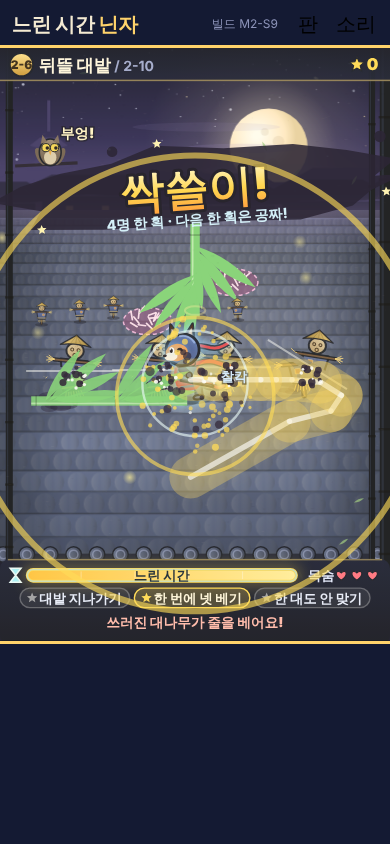 느린 시간 닌자 빌드 M2-S9 판 소리
2-6 뒤뜰 대밭 / 2-10 ★ 0
부엉!
싹쓸이!
4명 한 획 · 다음 한 획은 공짜!
찰칵
느린 시간 목숨
★ 대밭 지나가기 ★ 한 번에 넷 베기 ★ 한 대도 안 맞기
쓰러진 대나무가 줄을 베어요!